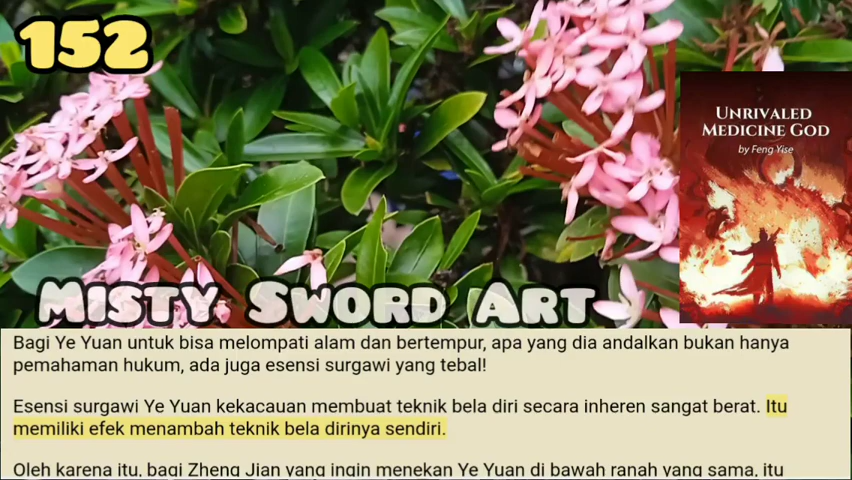 152
UNRIVALED
MEDICINE GOD
by Feng Yise
MISTY SWORD ART
Bagi Ye Yuan untuk bisa melompati alam dan bertempur, apa yang dia andalkan bukan hanya
pemahaman hukum, ada juga esensi surgawi yang tebal!
Esensi surgawi Ye Yuan kekacauan membuat teknik bela diri secara inheren sangat berat. Itu
memiliki efek menambah teknik bela dirinya sendiri.
Oleh karena itu, bagi Zheng Jian yang ingin menekan Ye Yuan di bawah ranah yang sama, itu